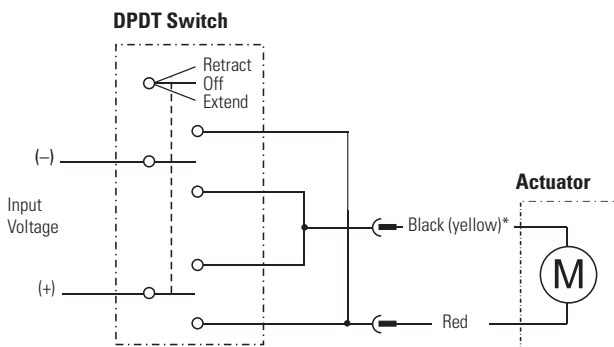 DPDT Switch
Retract
Off
Extend
(–)
Input
Voltage
(+)
Black (yellow)*
Red
Actuator
M